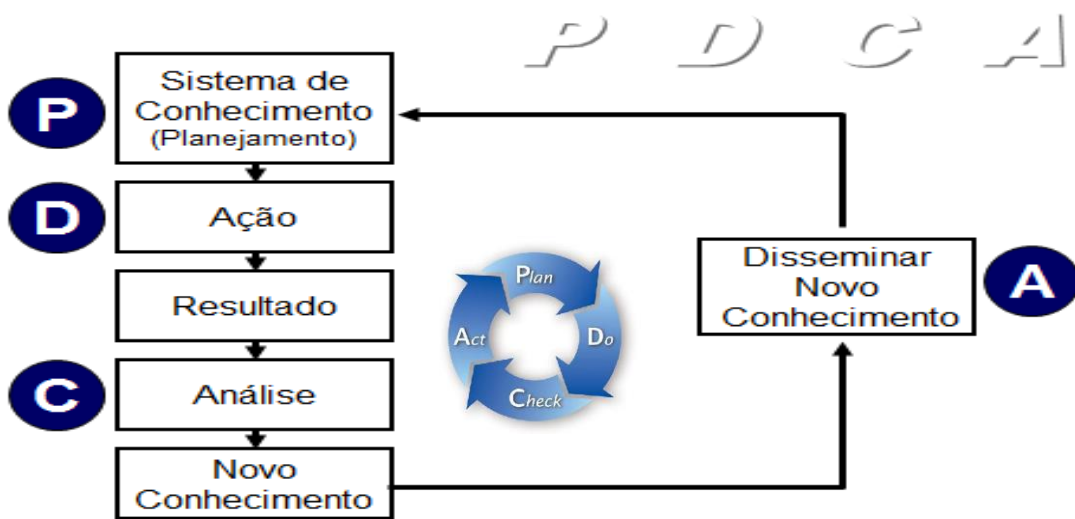 P D C A
P
Sistema de
Conhecimento
(Planejamento)
D
Ação
Resultado
C
Análise
Novo
Conhecimento
Plan
Do
Check
Act
Disseminar
Novo
Conhecimento
A